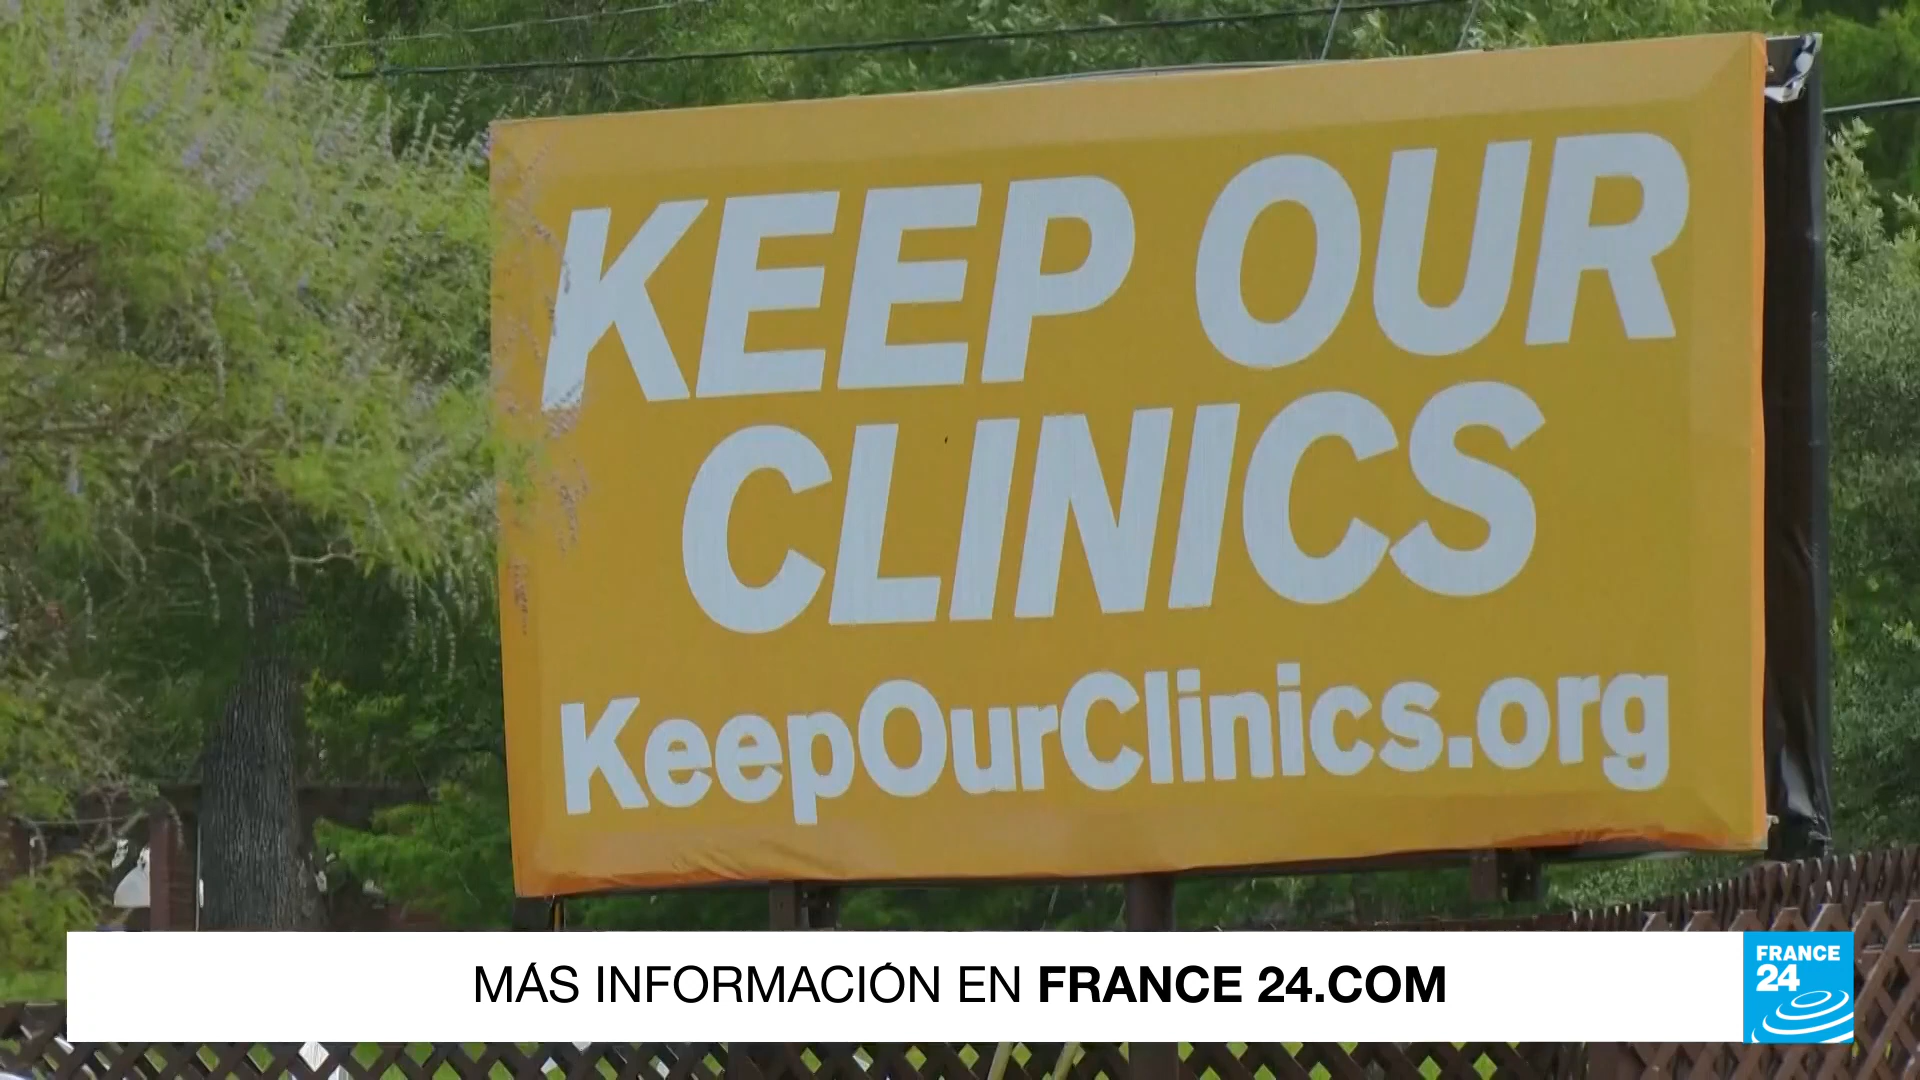 KEEP OUR
CLINICS
KeepOurClinics.org
MÁS INFORMACIÓN EN FRANCE 24.COM
FRANCE
24